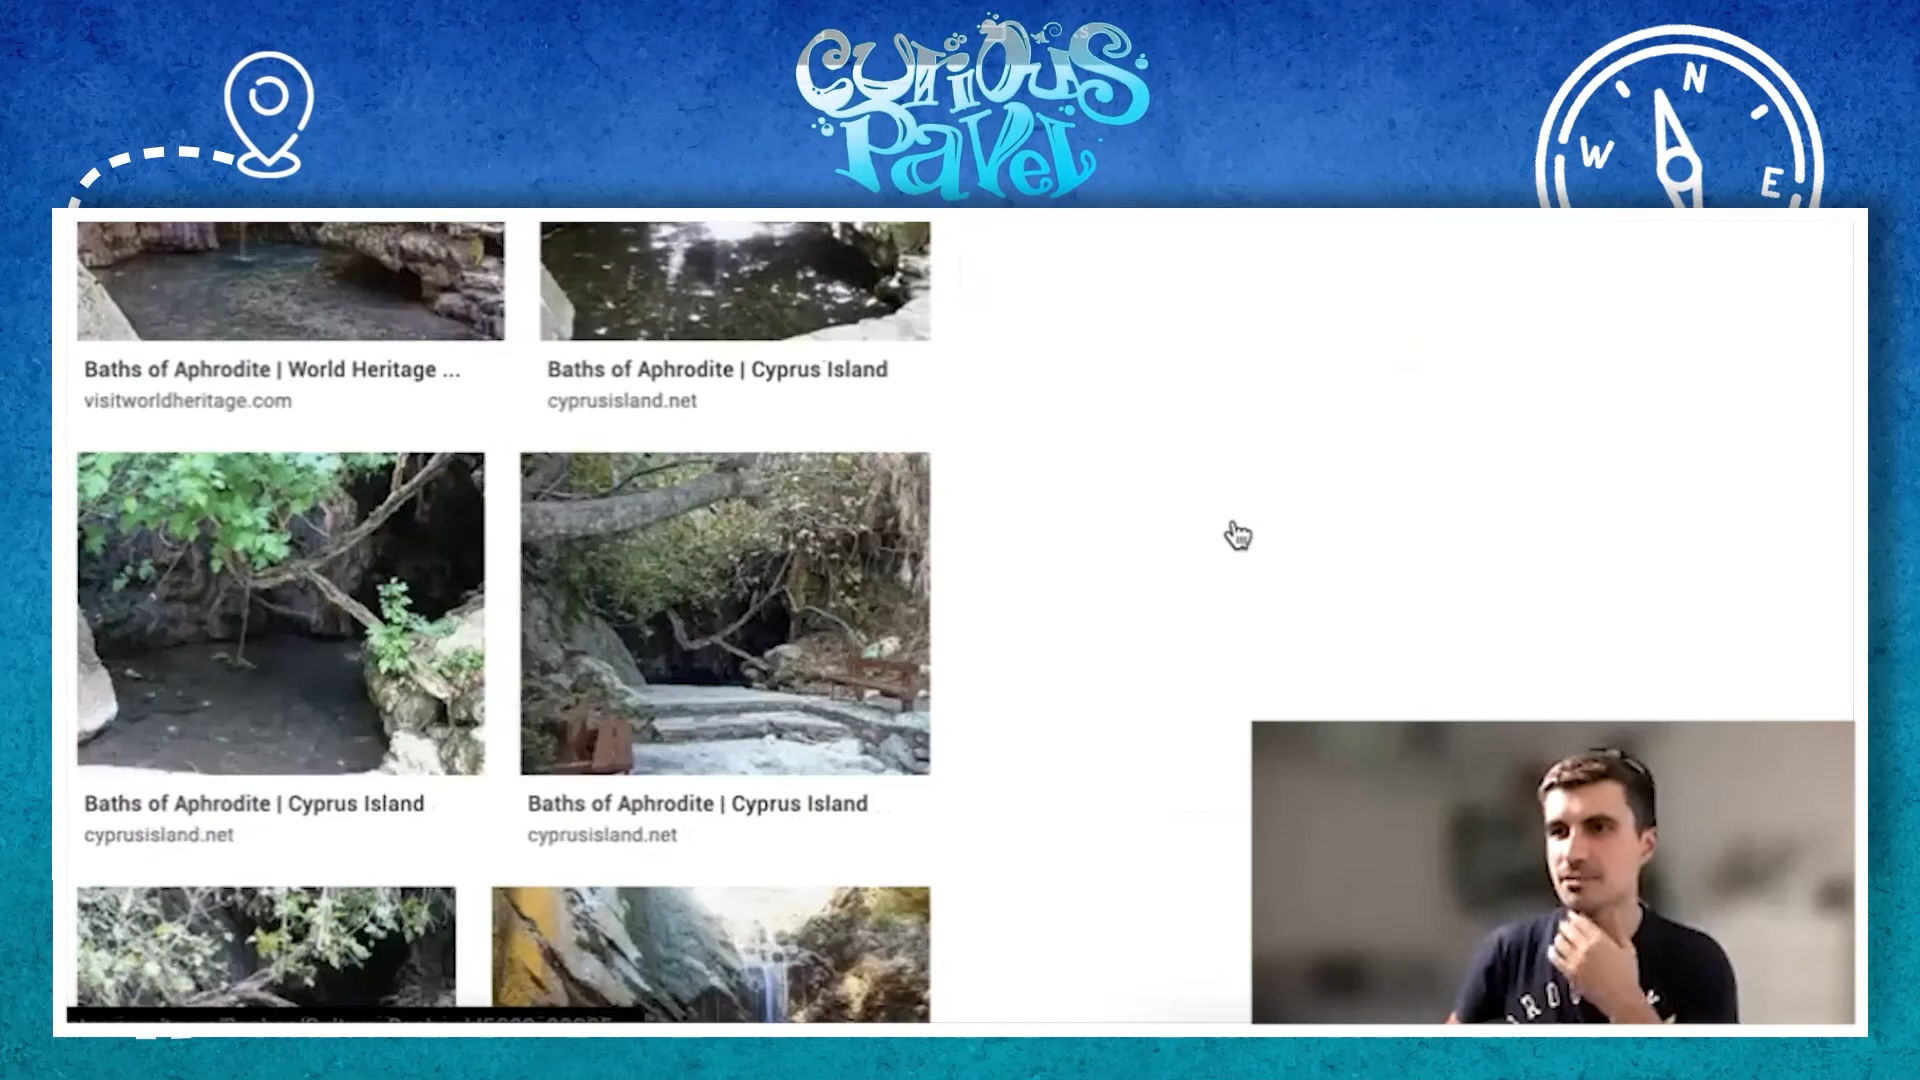 Curious
Pavel
N
W
E
Baths of Aphrodite | World Heritage ...
visitworldheritage.com
Baths of Aphrodite | Cyprus Island
cyprusisland.net
Baths of Aphrodite | Cyprus Island
cyprusisland.net
Baths of Aphrodite | Cyprus Island
cyprusisland.net